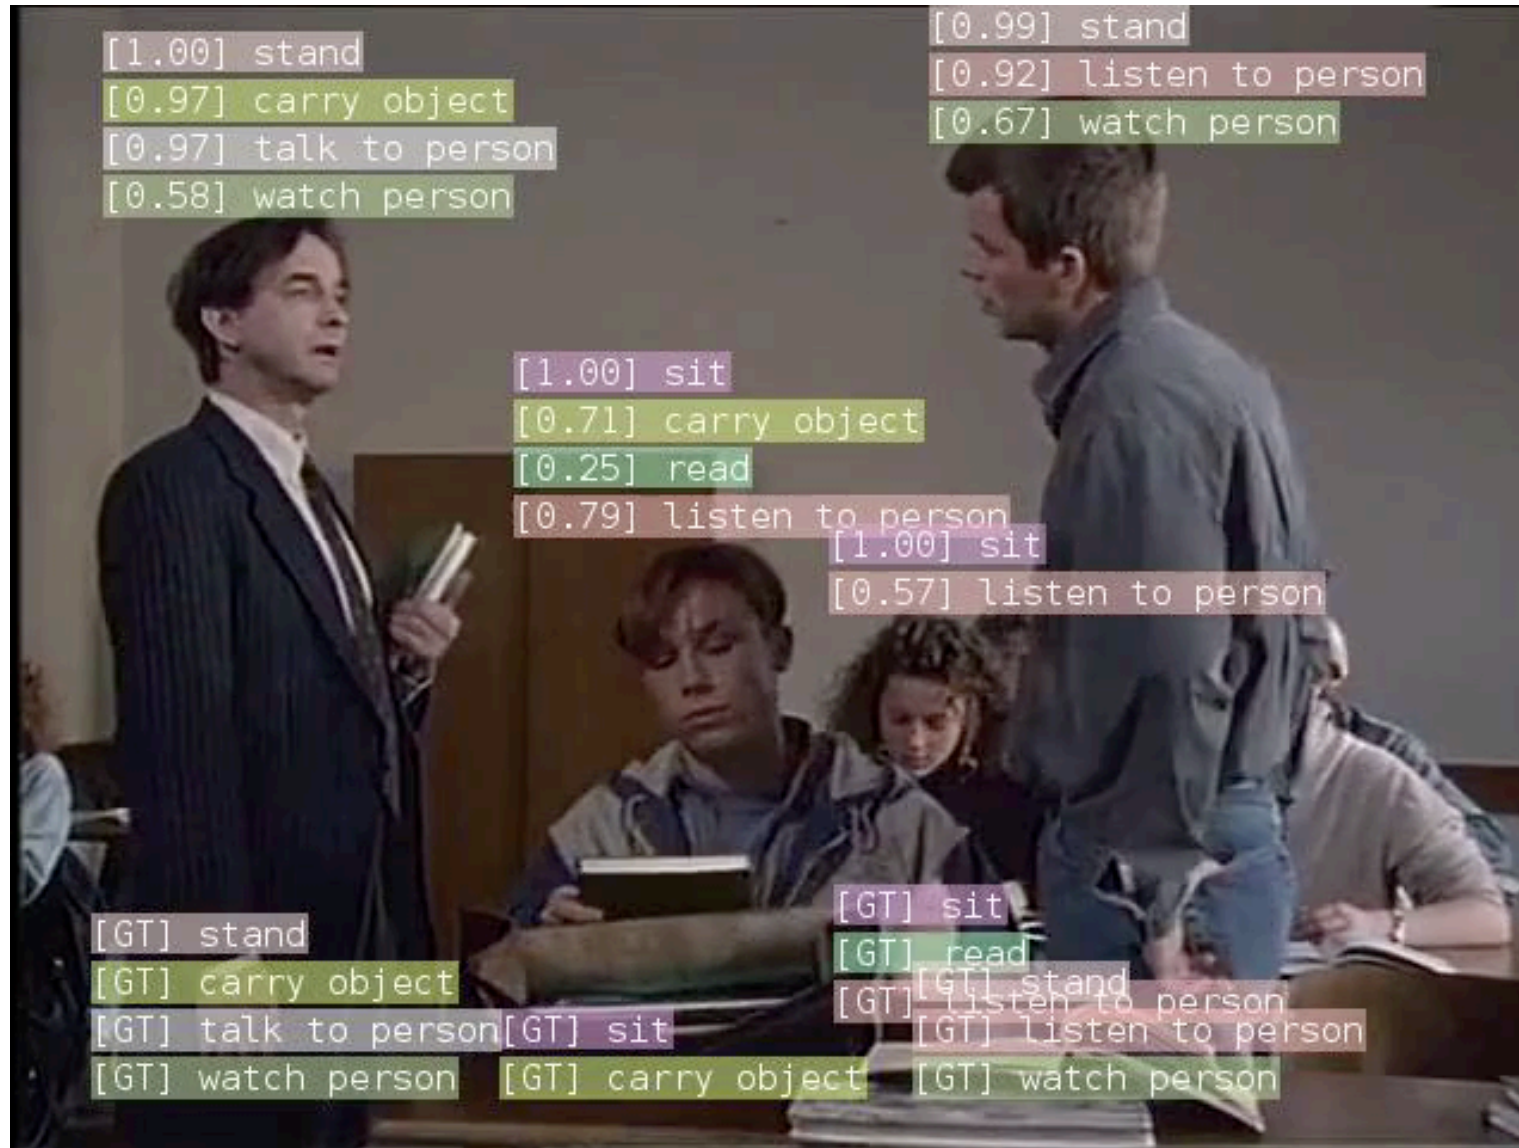 [1.00] stand
[0.97] carry object
[0.97] talk to person
[0.58] watch person
[0.99] stand
[0.92] listen to person
[0.67] watch person
[1.00] sit
[0.71] carry object
[0.25] read
[0.79] listen to person
[1.00] sit
[0.57] listen to person
[GT] stand
[GT] carry object
[GT] talk to person
[GT] watch person
[GT] sit
[GT] carry object
[GT] sit
[GT] read
[GT] listen to person
[GT] stand
[GT] listen to person
[GT] watch person